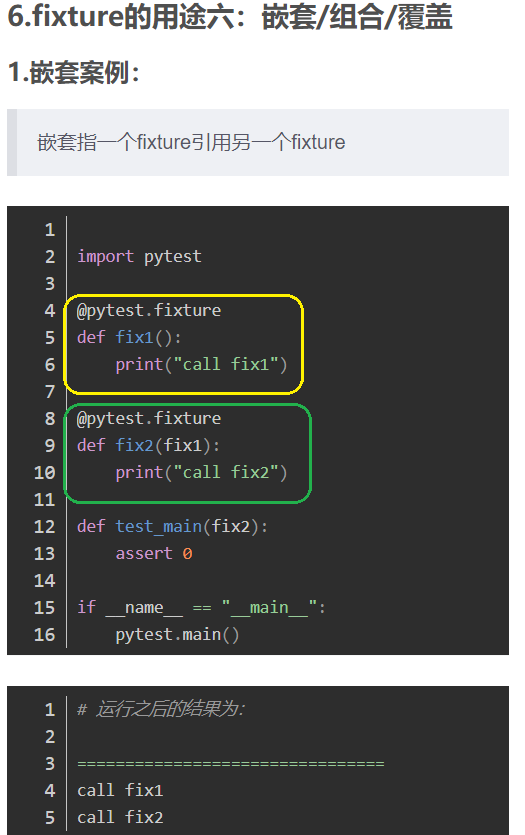 6.fixture的用途六：嵌套/组合/覆盖
1.嵌套案例：
嵌套指一个fixture引用另一个fixture
1
2 import pytest
3
4 @pytest.fixture
5 def fix1():
6     print("call fix1")
7
8 @pytest.fixture
9 def fix2(fix1):
10     print("call fix2")
11
12 def test_main(fix2):
13     assert 0
14
15 if __name__ == "__main__":
16     pytest.main()
1 # 运行之后的结果为：
2
3 ================================
4 call fix1
5 call fix2